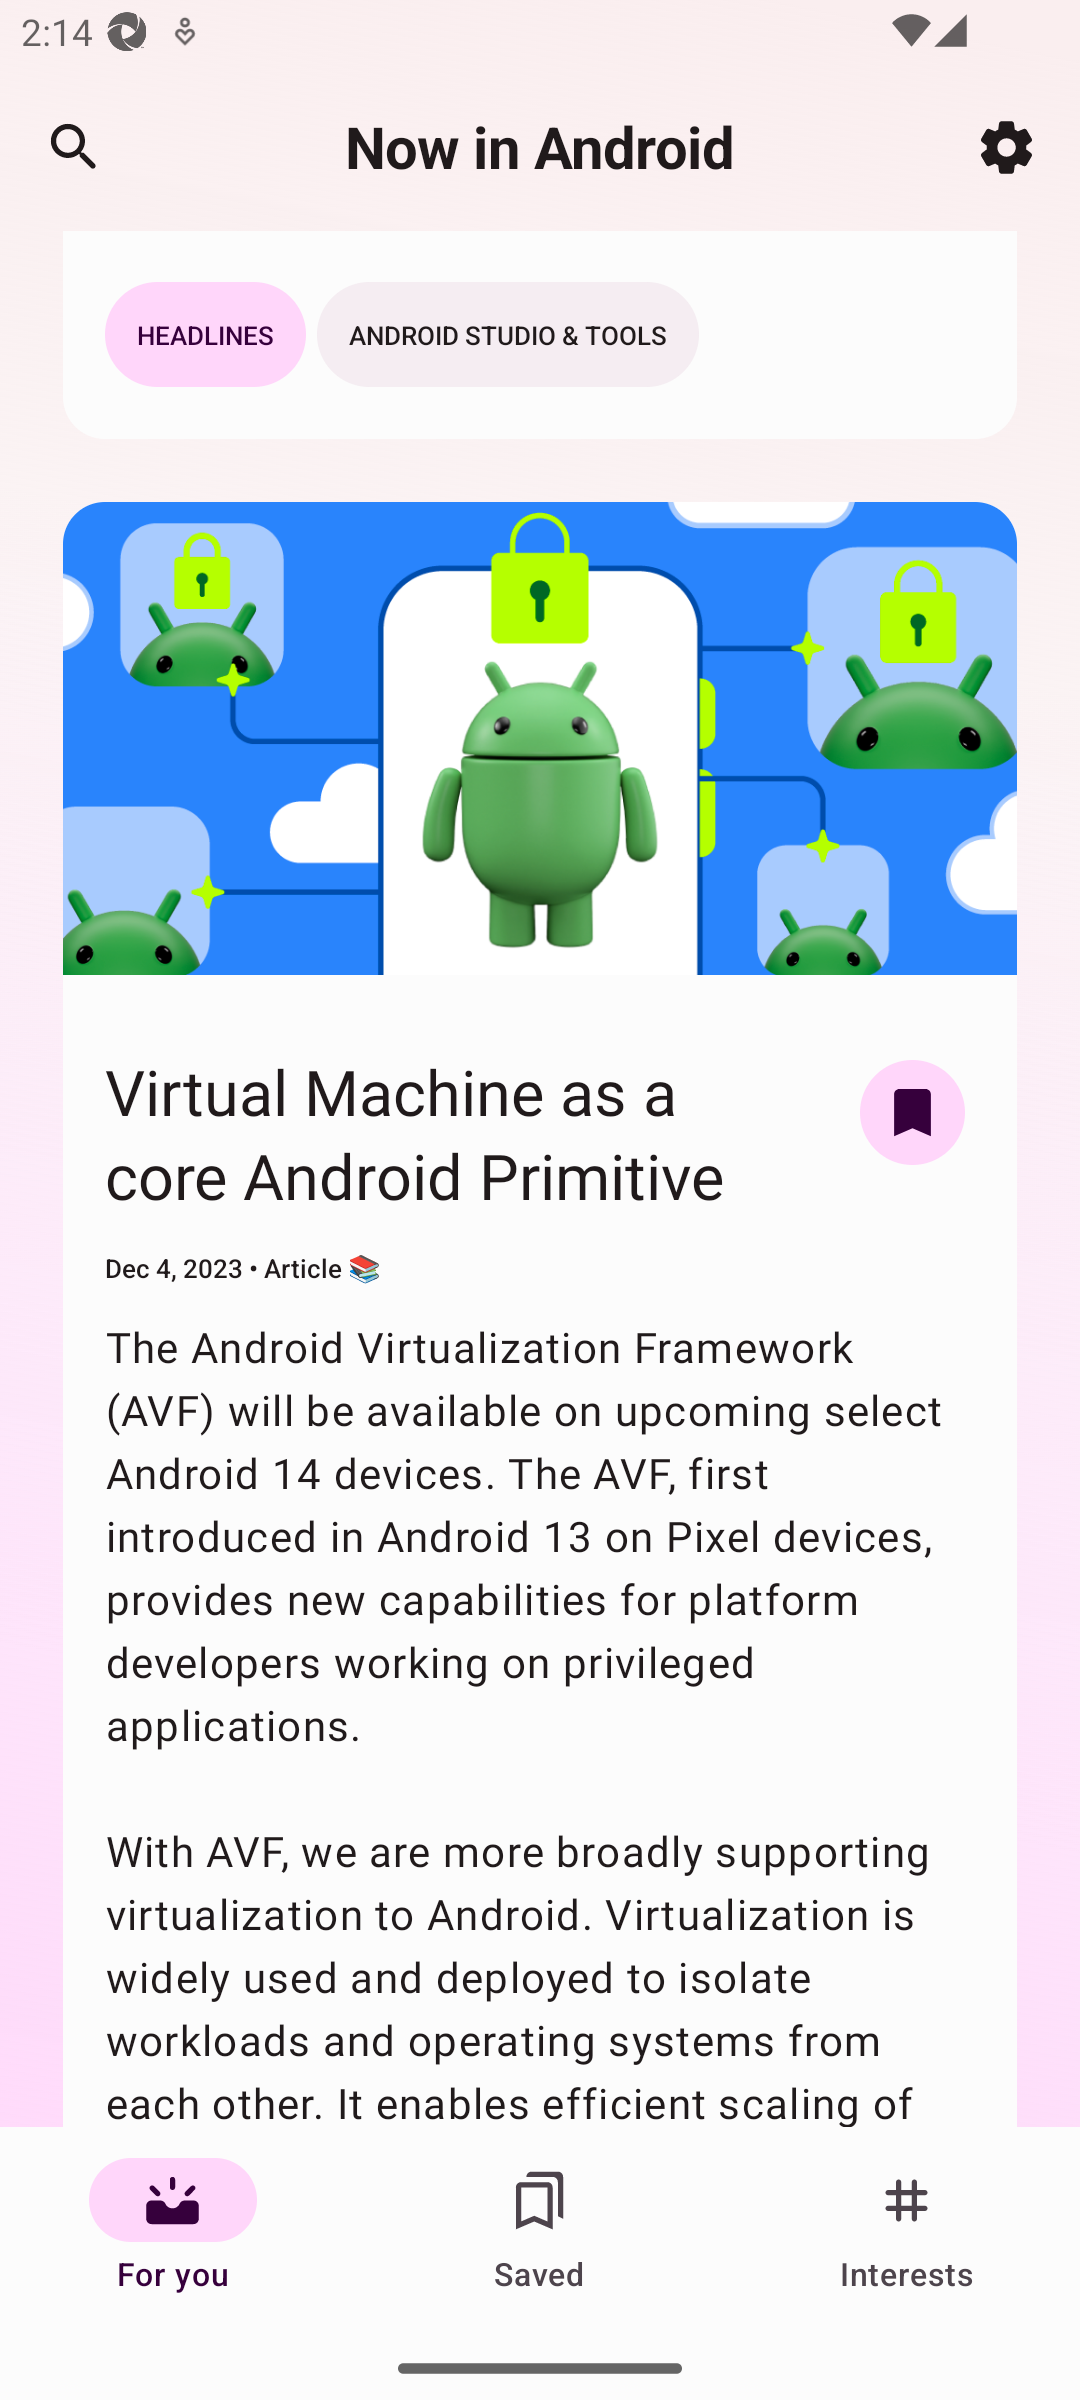 2:14
Now in Android
HEADLINES
ANDROID STUDIO & TOOLS
Virtual Machine as a
core Android Primitive
Dec 4, 2023 • Article 📚
The Android Virtualization Framework
(AVF) will be available on upcoming select
Android 14 devices. The AVF, first
introduced in Android 13 on Pixel devices,
provides new capabilities for platform
developers working on privileged
applications.
With AVF, we are more broadly supporting
virtualization to Android. Virtualization is
widely used and deployed to isolate
workloads and operating systems from
each other. It enables efficient scaling of
For you
Saved
Interests